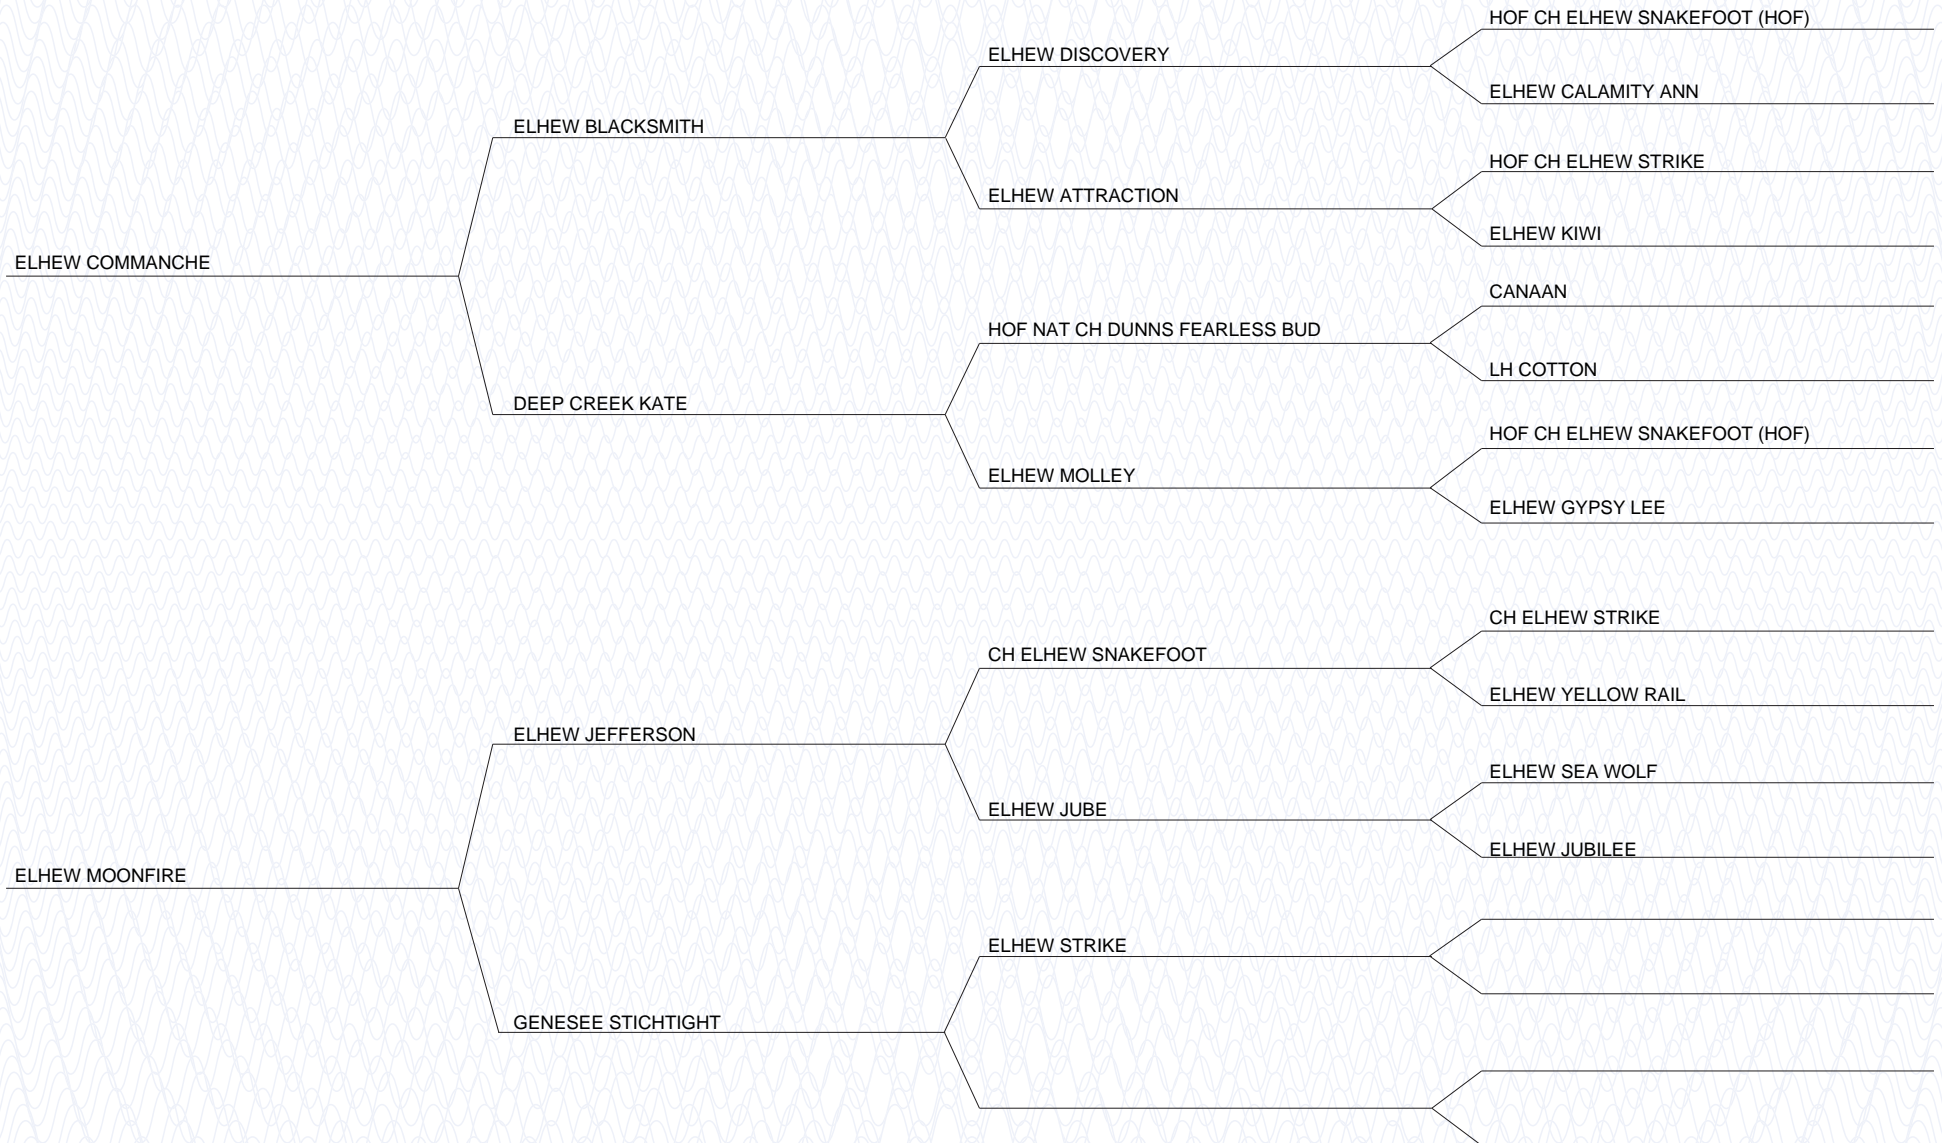 HOF CH ELHEW SNAKEFOOT (HOF)
ELHEW DISCOVERY
ELHEW CALAMITY ANN
ELHEW BLACKSMITH
HOF CH ELHEW STRIKE
ELHEW ATTRACTION
ELHEW KIWI
ELHEW COMMANCHE
CANAAN
HOF NAT CH DUNNS FEARLESS BUD
LH COTTON
DEEP CREEK KATE
HOF CH ELHEW SNAKEFOOT (HOF)
ELHEW MOLLEY
ELHEW GYPSY LEE
CH ELHEW STRIKE
CH ELHEW SNAKEFOOT
ELHEW YELLOW RAIL
ELHEW JEFFERSON
ELHEW SEA WOLF
ELHEW JUBE
ELHEW JUBILEE
ELHEW MOONFIRE
ELHEW STRIKE
GENESEE STICHTIGHT